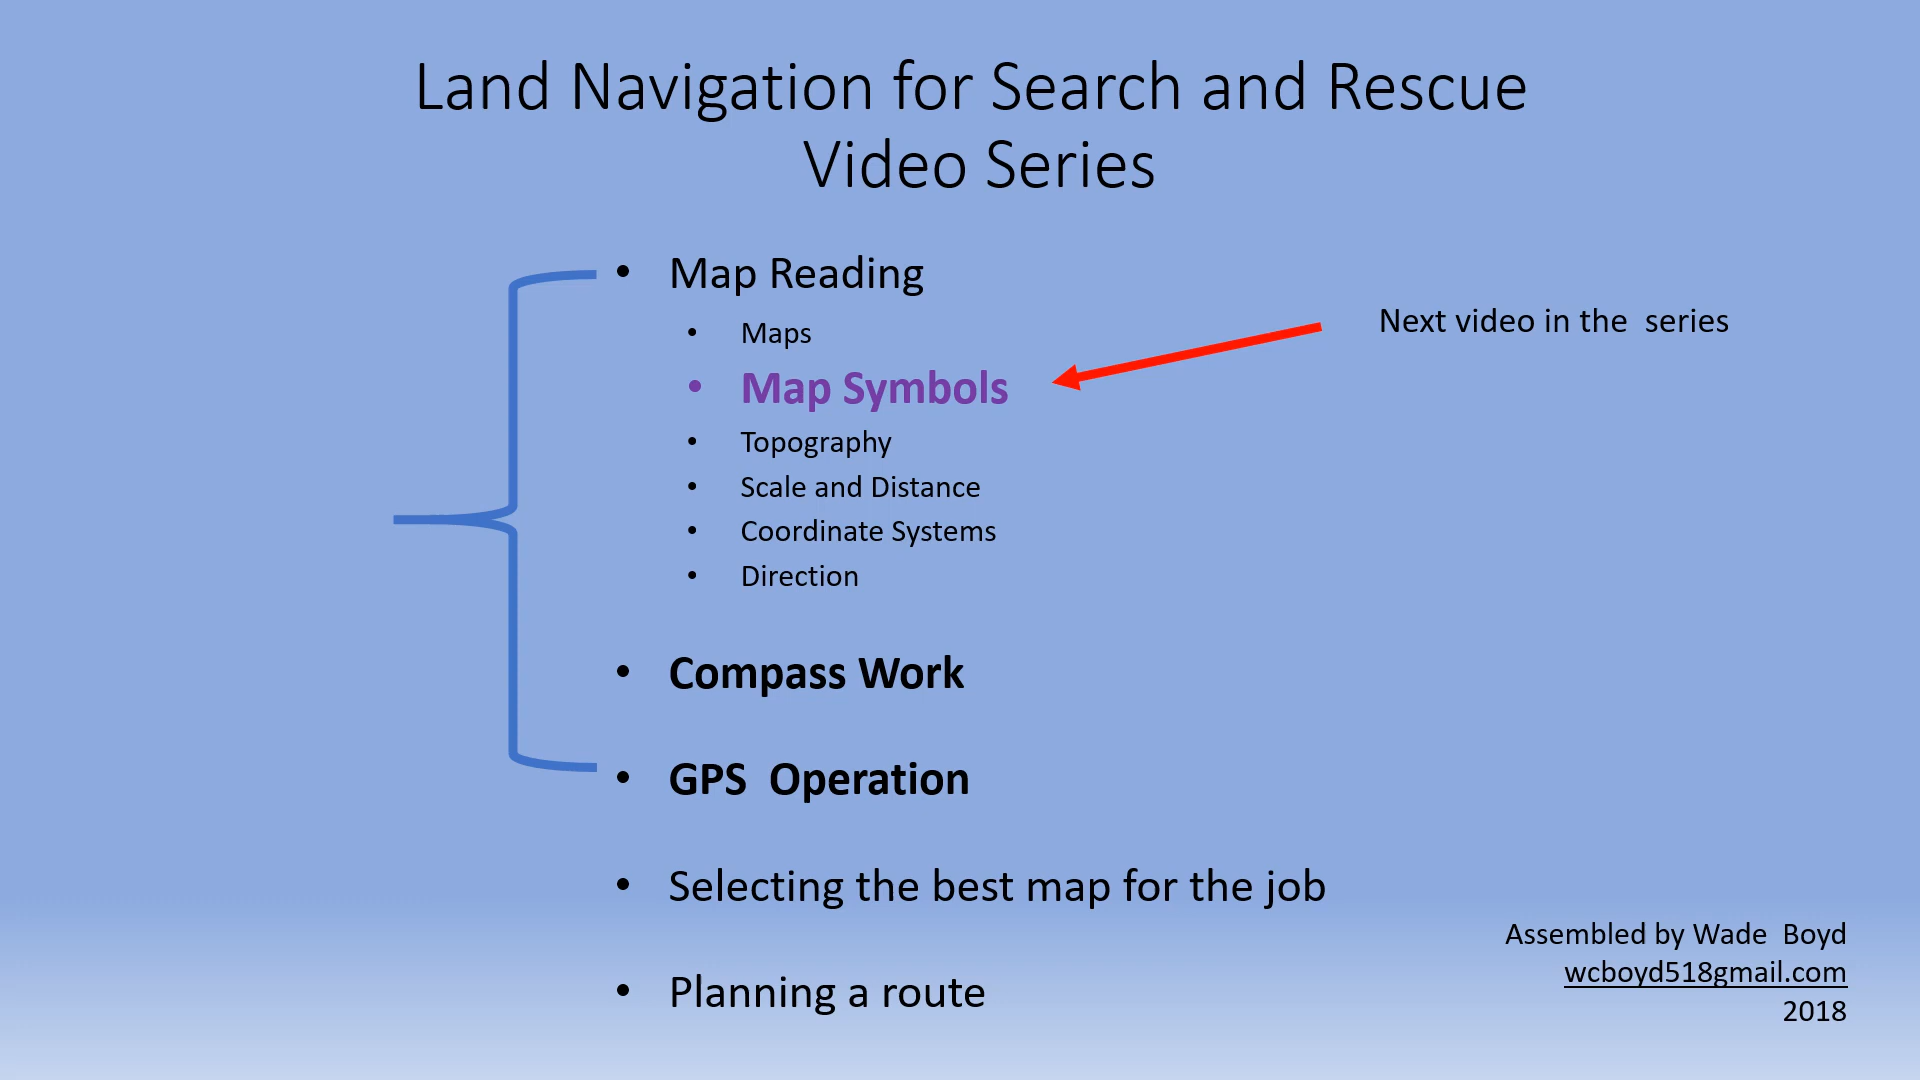 Land Navigation for Search and Rescue
Video Series
• Map Reading
• Maps
• Map Symbols
Next video in the  series
• Topography
• Scale and Distance
• Coordinate Systems
• Direction
• Compass Work
• GPS  Operation
• Selecting the best map for the job
• Planning a route
Assembled by Wade  Boyd
wcboyd518gmail.com
2018